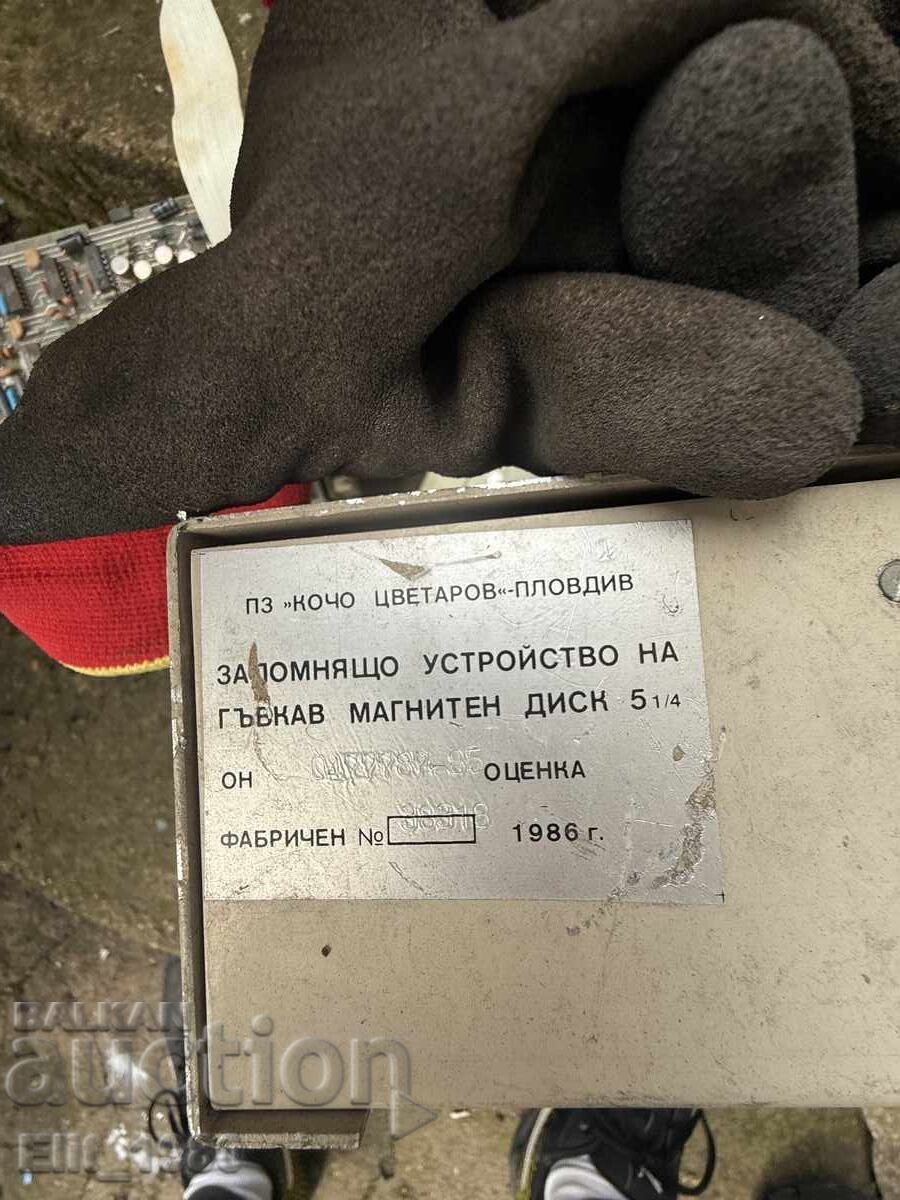 ПЗ »КОЧО ЦВЕТАРОВ«-ПЛОВДИВ
ЗАПОМНЯЩО УСТРОЙСТВО НА
ГЪВКАВ МАГНИТЕН ДИСК 5 1/4
ОН ОЦЕНКА
ФАБРИЧЕН № 1986 г.
BALKAN
auction